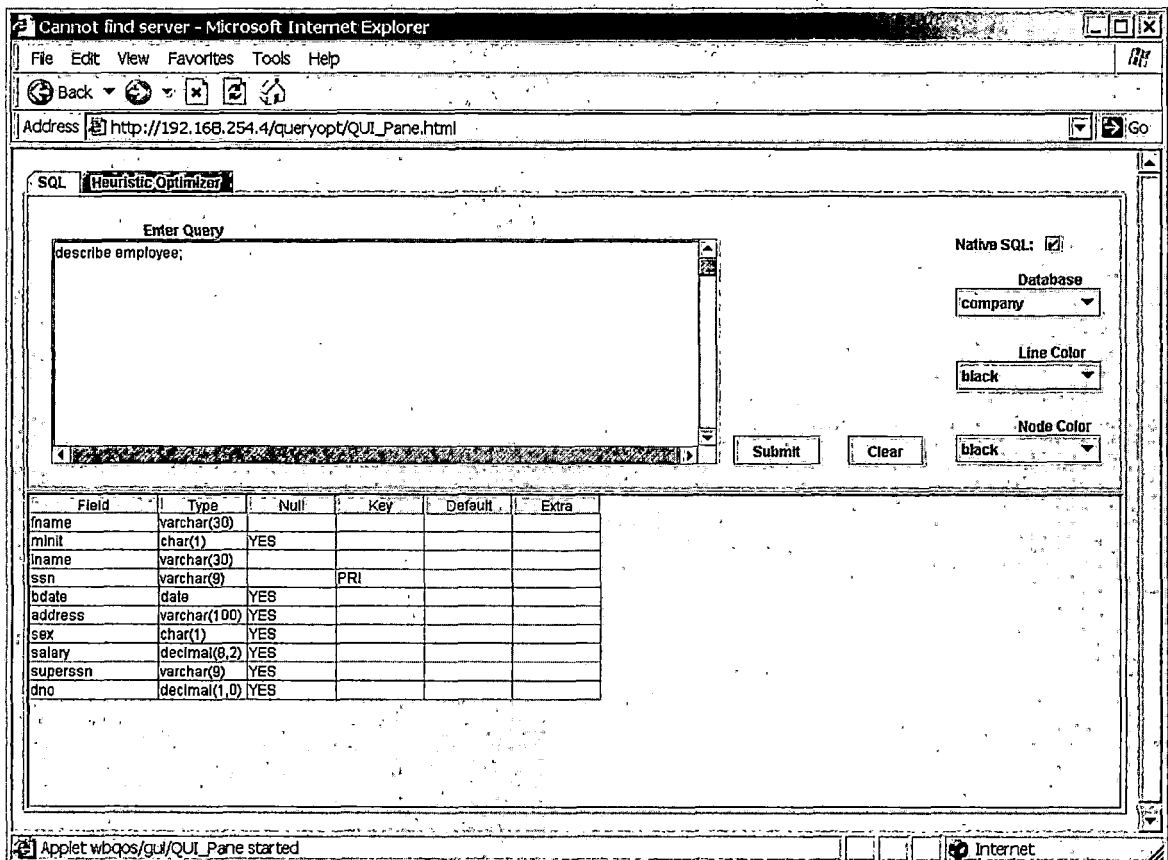 Cannot find server - Microsoft Internet Explorer
File Edit View Favorites Tools Help
Back
Address http://192.168.254.4/queryopt/QUI_Pane.html Go
SQL Heuristic Optimizer
Enter Query
describe employee;
Native SQL:
Database
company
Line Color
black
Node Color
black
Submit Clear
Field Type Null Key Default Extra
fname varchar(30)
minit char(1) YES
lname varchar(30)
ssn varchar(9) PRI
bdate date YES
address varchar(100) YES
sex char(1) YES
salary decimal(8,2) YES
superssn varchar(9) YES
dno decimal(1,0) YES
Applet wbqos/gui/QUI_Pane started Internet